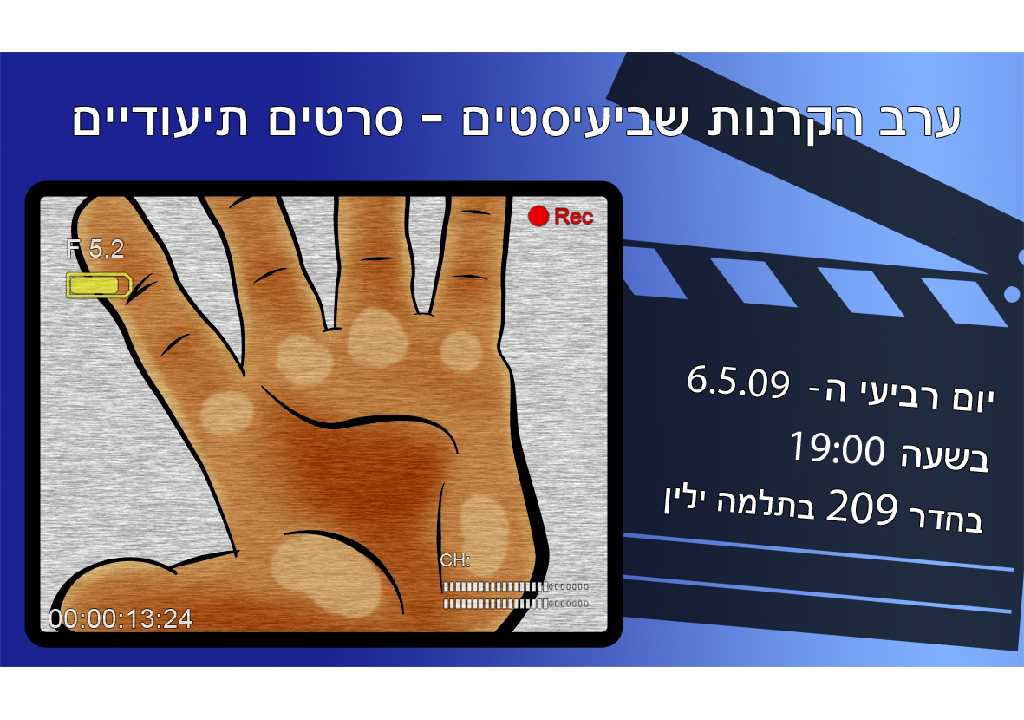 ערב הקרנות שביעיסטים - סרטים תיעודיים
Rec
F 5.2
יום רביעי ה- 6.5.09
בשעה 19:00
בחדר 209 בתלמה ילין
CH:
00:00:13:24